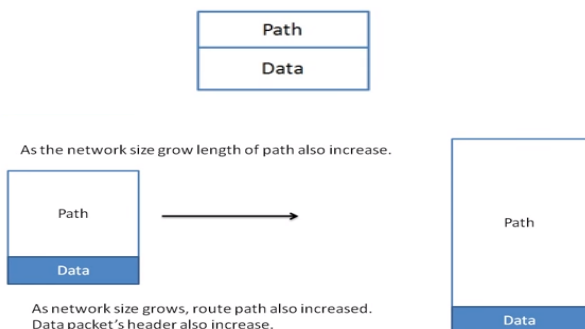 Path
Data
As the network size grow length of path also increase.
Path
Path
Data
As network size grows, route path also increased.
Data packet's header also increase.
Data